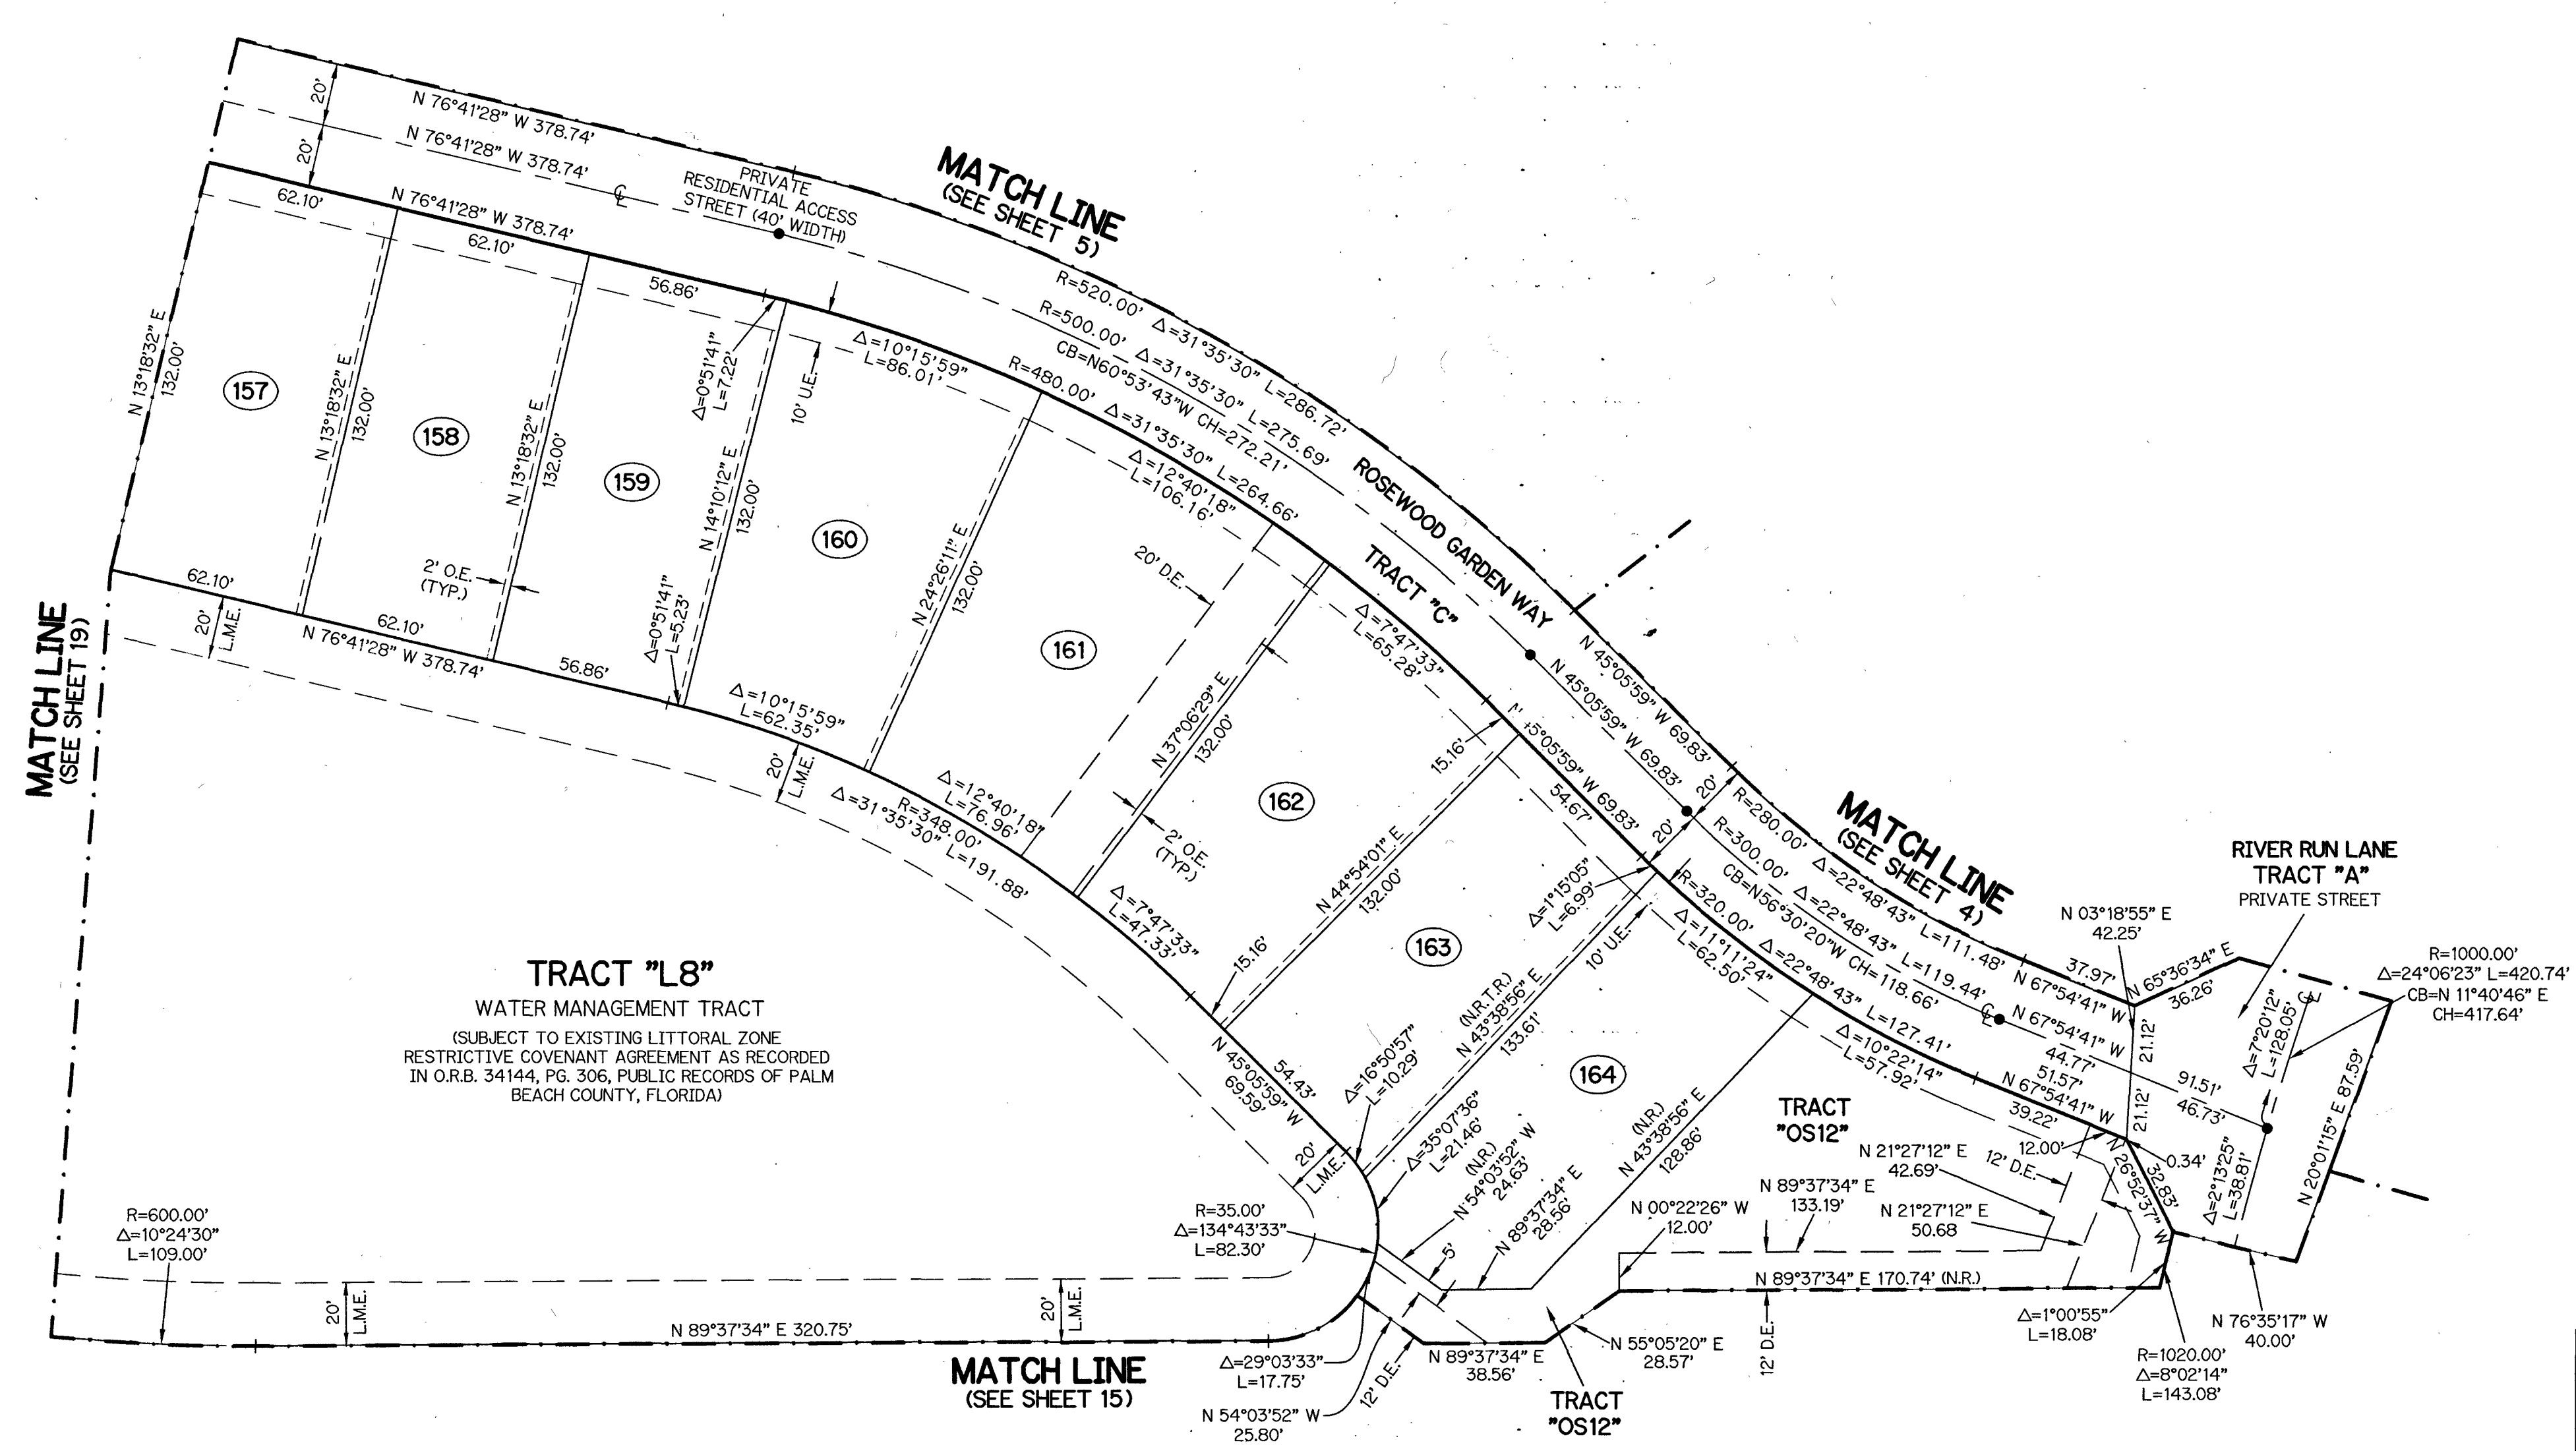 20'
20'
N 76°41'28" W 378.74'
N 76°41'28" W 378.74'
N 76°41'28" W 378.74'
PRIVATE
RESIDENTIAL ACCESS
STREET (40' WIDTH)
MATCH LINE
(SEE SHEET 5)
62.10'
62.10'
56.86'
R=520.00' Δ=31°35'30" L=286.72'
R=500.00' Δ=31°35'30" L=275.69'
CB=N60°53'43"W CH=272.21'
R=480.00' Δ=31°35'30" L=264.66'
Δ=10°15'59"
L=86.01'
Δ=0°51'41"
L=7.22'
10' U.E.
Δ=12°40'18"
L=106.16'
N 13°18'32" E
132.00'
157
N 13°18'32" E
132.00'
158
N 13°18'32" E
132.00'
159
N 14°10'12" E
132.00'
160
N 24°26'11" E
132.00'
161
20' D.E.
N 37°06'29" E
132.00'
162
ROSEWOOD GARDEN WAY
TRACT "C"
Δ=7°47'33"
L=65.28'
N 45°05'59" W 69.83'
N 45°05'59" W 69.83'
45°05'59" W 69.83'
15.16'
54.67'
20'
20'
2' O.E.
(TYP.)
62.10'
62.10'
56.86'
20'
L.M.E.
N 76°41'28" W 378.74'
Δ=0°51'41"
L=5.23'
Δ=10°15'59"
L=62.35'
20'
L.M.E.
Δ=12°40'18"
L=76.96'
R=348.00'
Δ=31°35'30" L=191.88'
2' O.E.
(TYP.)
Δ=7°47'33"
L=47.33'
15.16'
N 44°54'01" E
132.00'
163
MATCH LINE
(SEE SHEET 19)
TRACT "L8"
WATER MANAGEMENT TRACT
(SUBJECT TO EXISTING LITTORAL ZONE
RESTRICTIVE COVENANT AGREEMENT AS RECORDED
IN O.R.B. 34144, PG. 306, PUBLIC RECORDS OF PALM
BEACH COUNTY, FLORIDA)
Δ=1°15'05"
L=6.99'
10' U.E.
(N.R.T.R.)
N 43°38'56" E
133.61'
164
R=280.00' Δ=22°48'43" L=111.48'
R=300.00' Δ=22°48'43" L=119.44'
CB=N56°30'20"W CH=118.66'
R=320.00' Δ=22°48'43" L=127.41'
Δ=11°11'24"
L=62.50'
Δ=10°22'14"
L=57.92'
MATCH LINE
(SEE SHEET 4)
RIVER RUN LANE
TRACT "A"
PRIVATE STREET
N 03°18'55" E
42.25'
37.97'
N 67°54'41" W
N 65°36'34" E
36.26'
R=1000.00'
Δ=24°06'23" L=420.74'
CB=N 11°40'46" E
CH=417.64'
N 67°54'41" W
44.77'
51.57'
N 67°54'41" W
39.22'
21.12'
21.12'
91.51'
46.73'
Δ=7°20'12"
L=128.05'
N 20°01'15" E 87.59'
12.00'
0.34'
12' D.E.
N 26°52'37" W
32.83'
Δ=2°13'25"
L=38.81'
N 45°05'59" W
69.59'
54.43'
Δ=16°50'57"
L=10.29'
Δ=35°07'36"
L=21.46'
(N.R.)
N 54°03'52" W
24.63'
20'
L.M.E.
(N.R.)
N 43°38'56" E
128.86'
N 89°37'34" E
28.56'
5'
TRACT
"OS12"
N 21°27'12" E
42.69'
N 89°37'34" E
133.19'
N 21°27'12" E
50.68
N 00°22'26" W
12.00'
N 89°37'34" E 170.74' (N.R.)
R=35.00'
Δ=134°43'33"
L=82.30'
R=600.00'
Δ=10°24'30"
L=109.00'
20'
L.M.E.
20'
L.M.E.
N 89°37'34" E 320.75'
MATCH LINE
(SEE SHEET 15)
Δ=29°03'33"
L=17.75'
N 54°03'52" W
25.80'
12' D.E.
N 89°37'34" E
38.56'
N 55°05'20" E
28.57'
TRACT
"OS12"
12' D.E.
Δ=1°00'55"
L=18.08'
R=1020.00'
Δ=8°02'14"
L=143.08'
N 76°35'17" W
40.00'